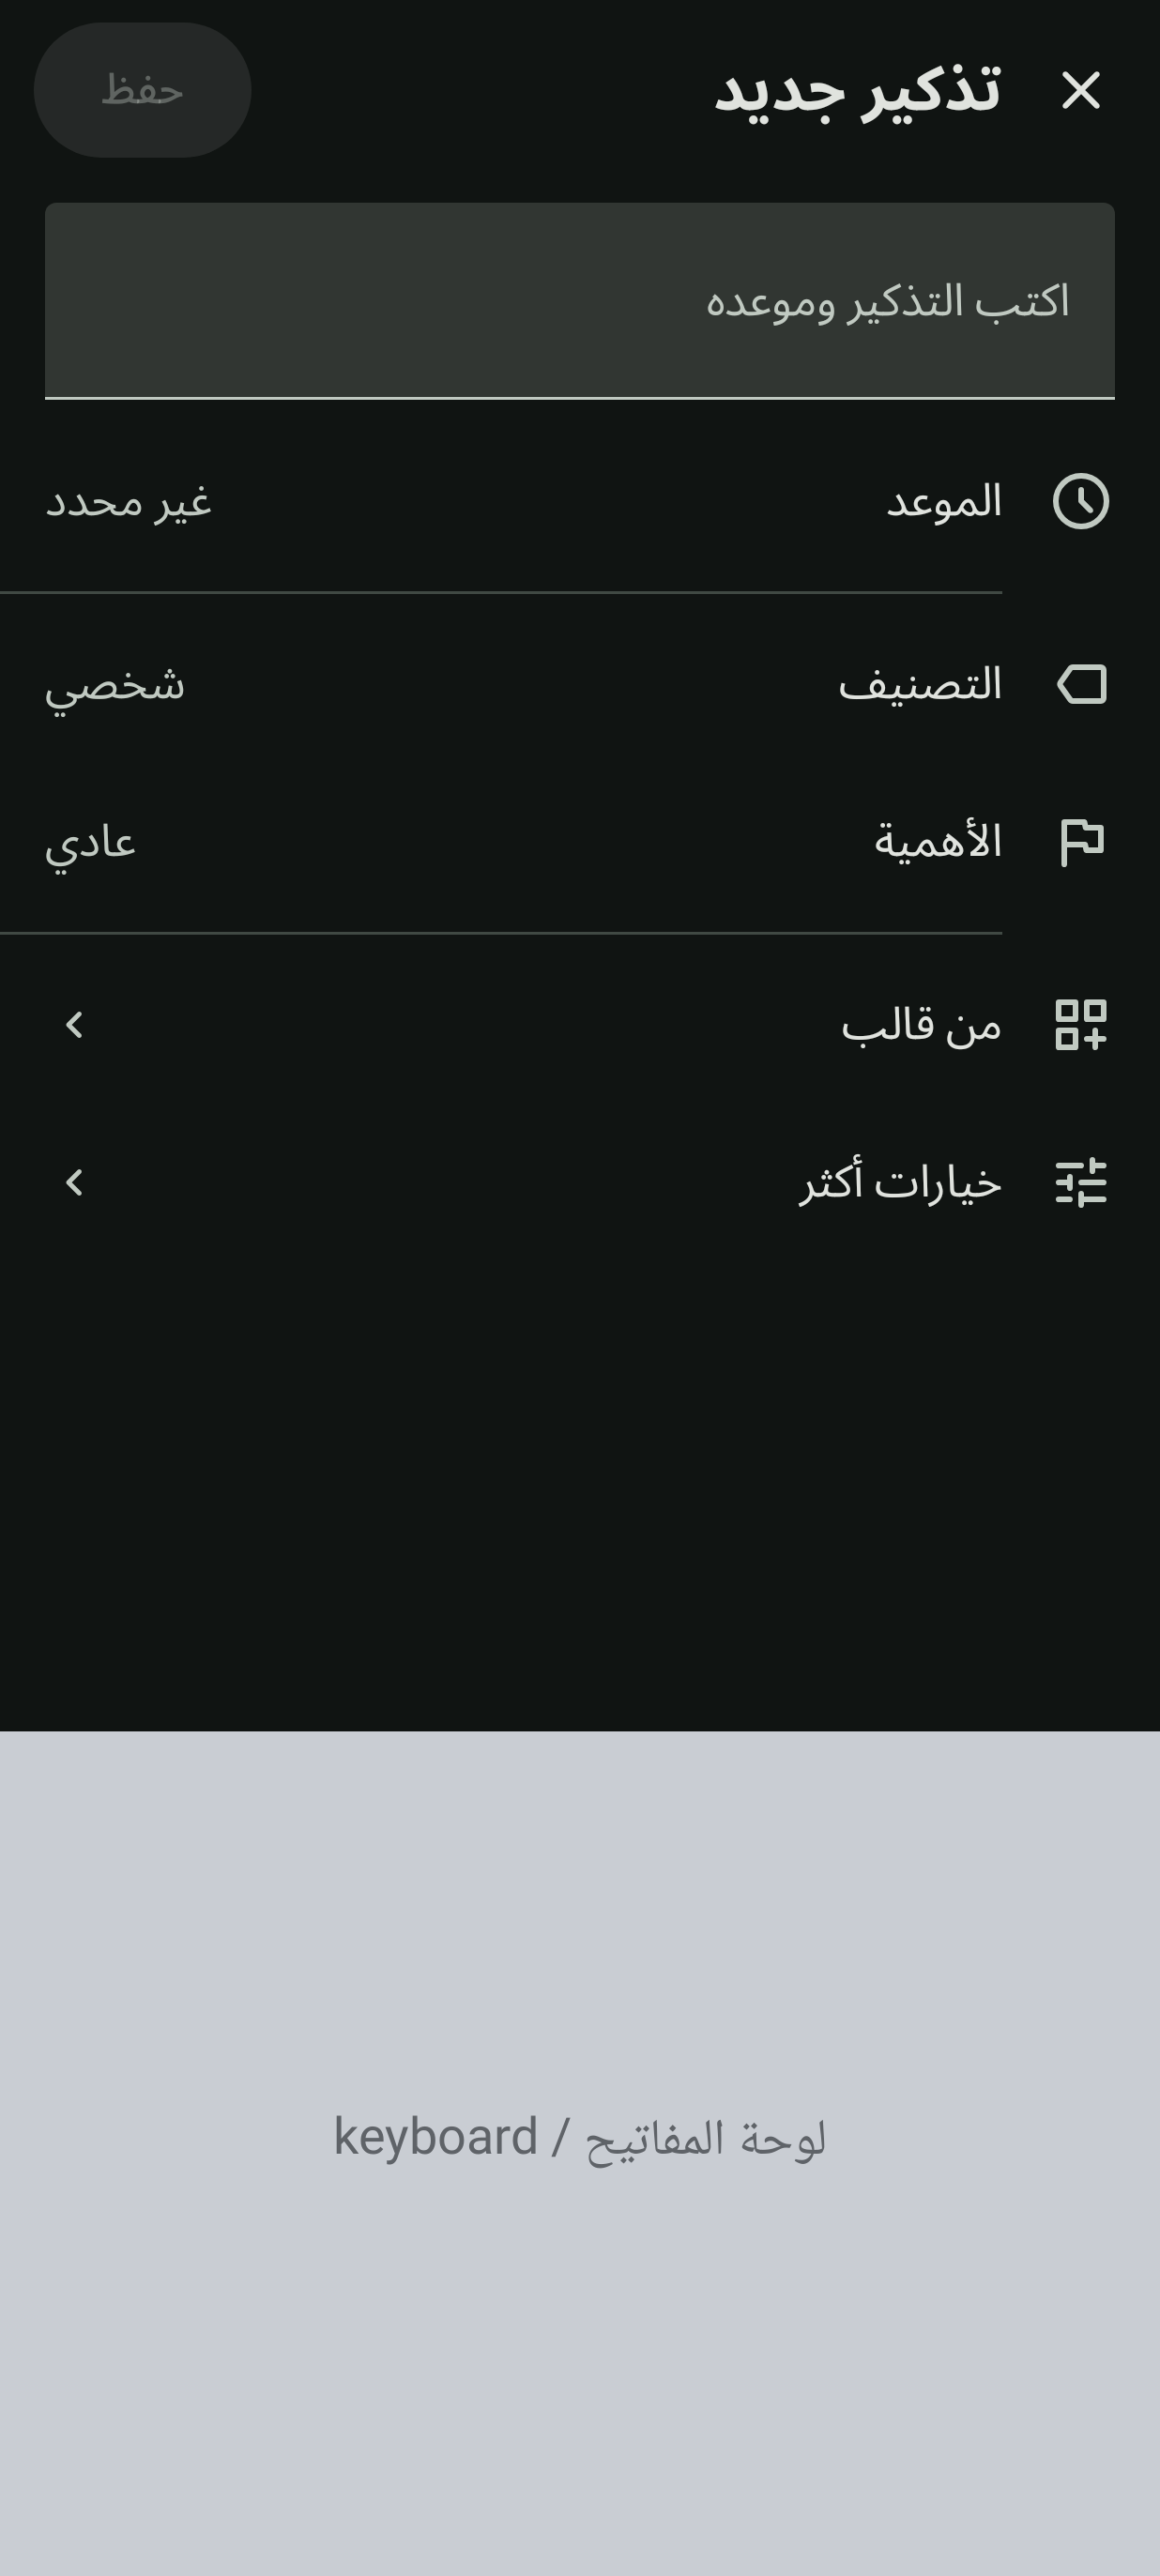 تذكير جديد
حفظ
اكتب التذكير وموعده
الموعد
غير محدد
التصنيف
شخصي
الأهمية
عادي
من قالب
خيارات أكثر
لوحة المفاتيح / keyboard